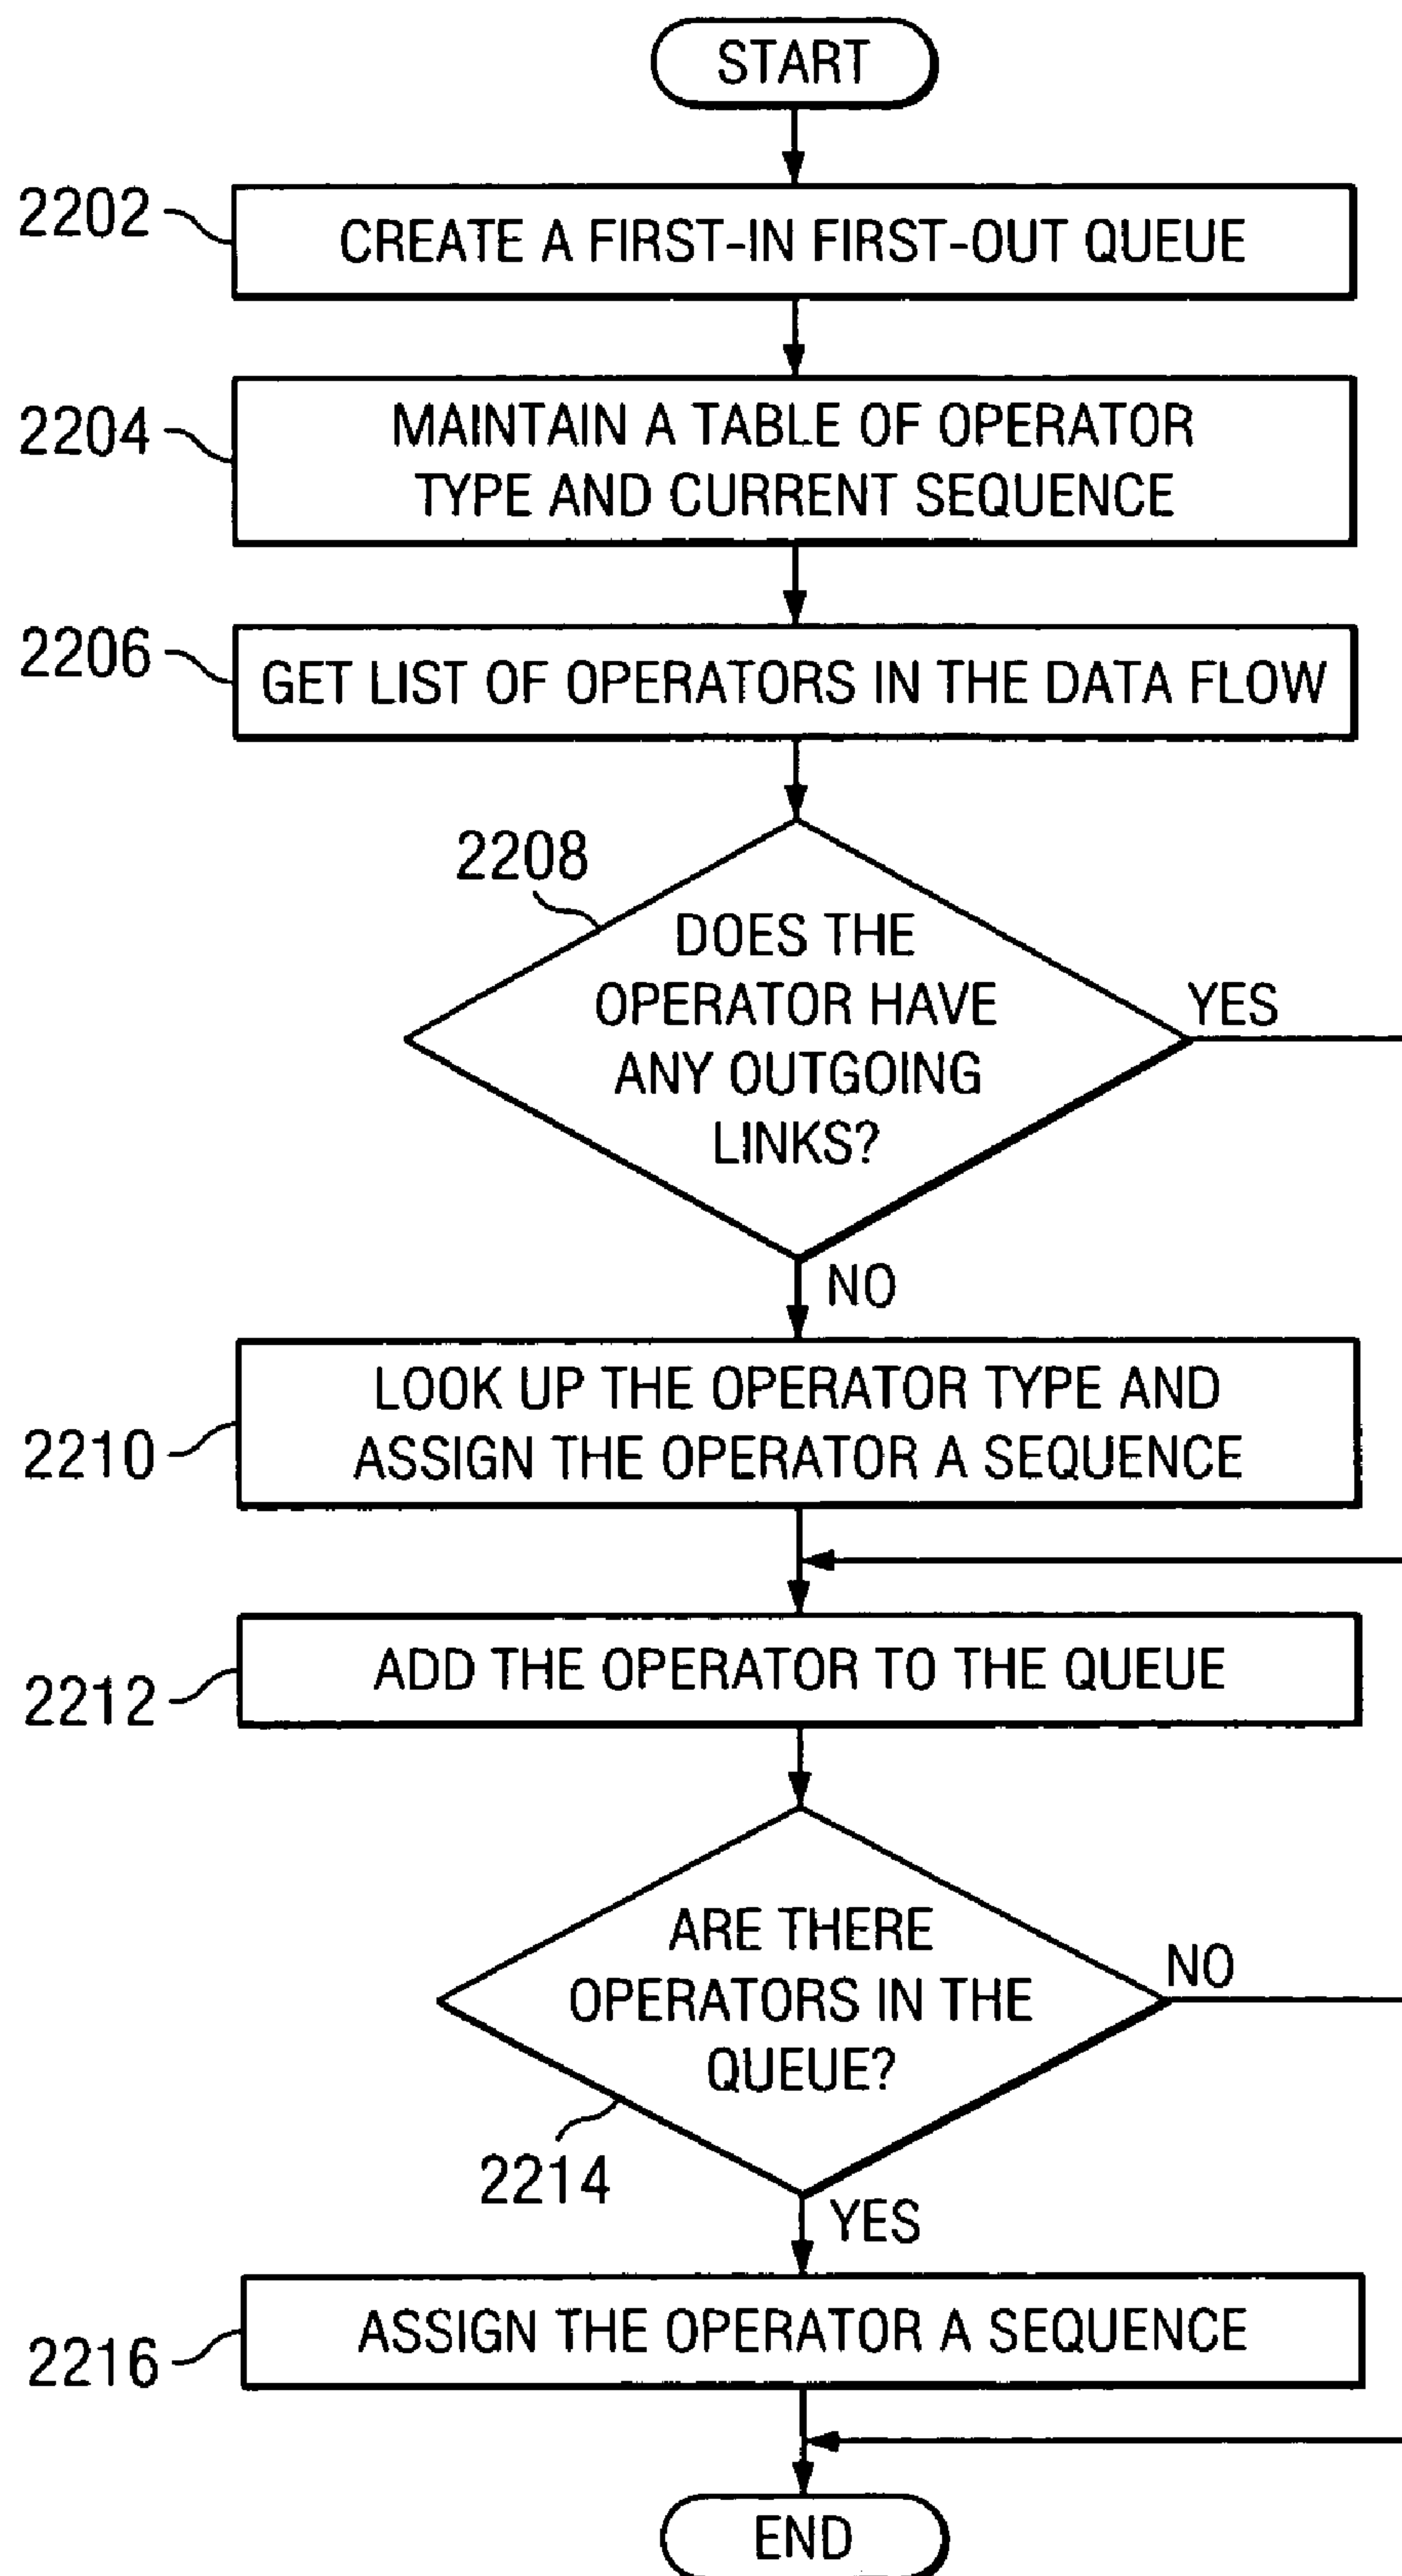 START
2202
CREATE A FIRST-IN FIRST-OUT QUEUE
2204
MAINTAIN A TABLE OF OPERATOR
TYPE AND CURRENT SEQUENCE
2206
GET LIST OF OPERATORS IN THE DATA FLOW
2208
DOES THE
OPERATOR HAVE
ANY OUTGOING
LINKS?
YES
NO
2210
LOOK UP THE OPERATOR TYPE AND
ASSIGN THE OPERATOR A SEQUENCE
2212
ADD THE OPERATOR TO THE QUEUE
ARE THERE
OPERATORS IN THE
QUEUE?
NO
2214
YES
2216
ASSIGN THE OPERATOR A SEQUENCE
END